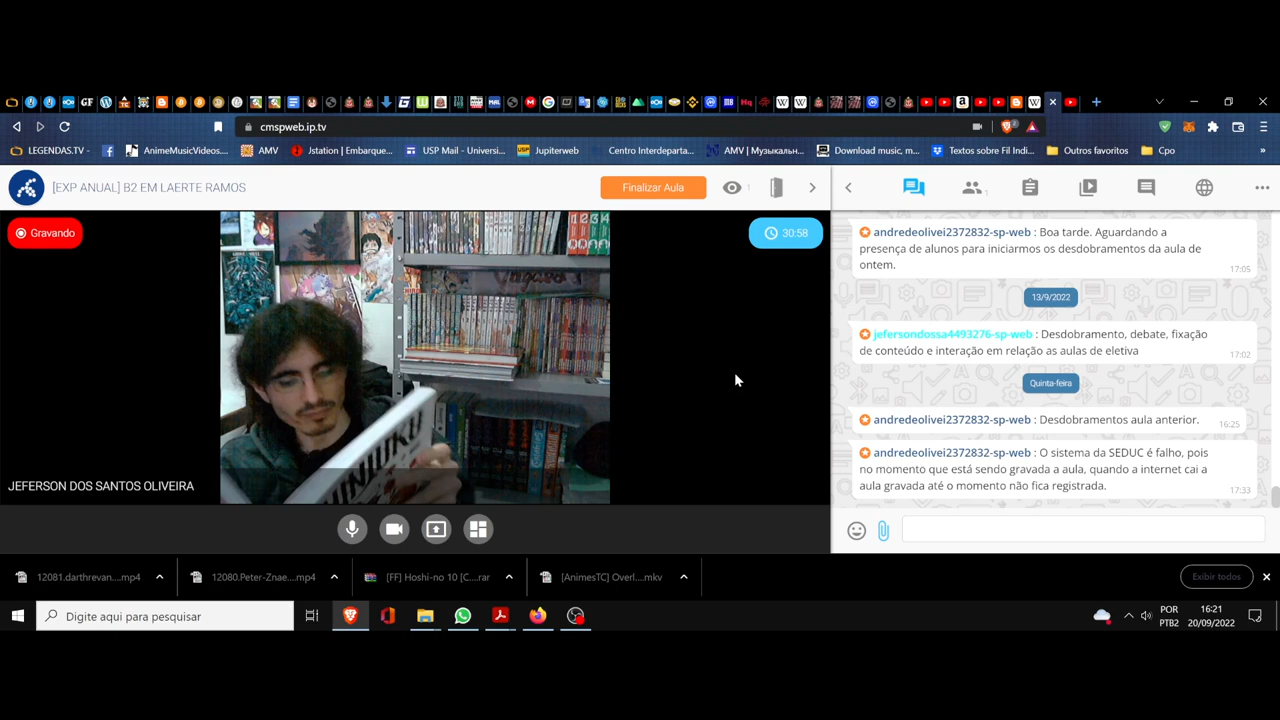 cmspweb.ip.tv
2
LEGENDAS.TV -
AnimeMusicVideos...
AMV
Jstation | Embarque...
USP Mail - Universi...
Jupiterweb
Centro Interdeparta...
AMV | Музыкальн...
Download music, m...
Textos sobre Fil Indi...
Outros favoritos
Cpo
»
[EXP ANUAL] B2 EM LAERTE RAMOS
Finalizar Aula
1
1
Gravando
30:58
JEFERSON DOS SANTOS OLIVEIRA
andredeolivei2372832-sp-web : Boa tarde. Aguardando a
presença de alunos para iniciarmos os desdobramentos da aula de
ontem.
17:05
13/9/2022
jefersondossa4493276-sp-web : Desdobramento, debate, fixação
de conteúdo e interação em relação as aulas de eletiva
17:02
Quinta-feira
andredeolivei2372832-sp-web : Desdobramentos aula anterior.
16:25
andredeolivei2372832-sp-web : O sistema da SEDUC é falho, pois
no momento que está sendo gravada a aula, quando a internet cai a
aula gravada até o momento não fica registrada.
17:33
12081.darthrevan....mp4
12080.Peter-Znae....mp4
[FF] Hoshi-no 10 [C....rar
[AnimesTC] Overl....mkv
Exibir todos
Digite aqui para pesquisar
POR
PTB2
16:21
20/09/2022